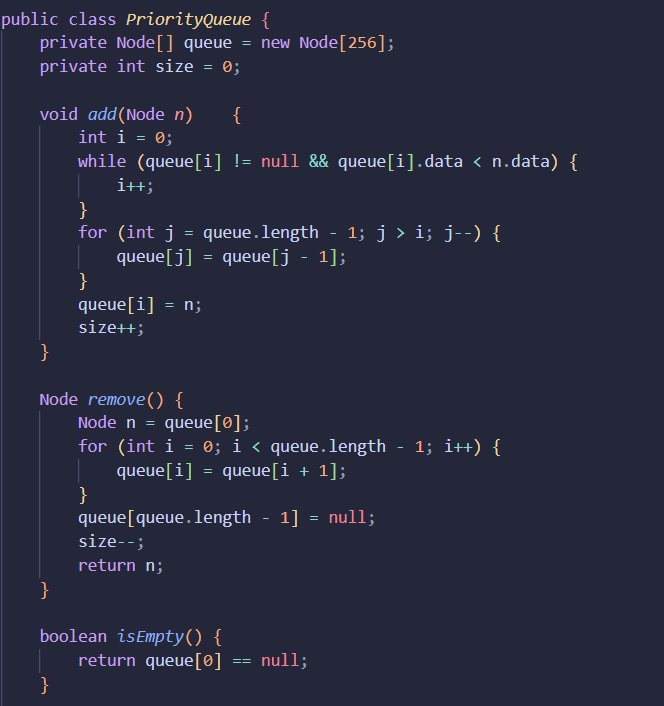 public class PriorityQueue {
    private Node[] queue = new Node[256];
    private int size = 0;

    void add(Node n)    {
        int i = 0;
        while (queue[i] != null && queue[i].data < n.data) {
            i++;
        }
        for (int j = queue.length - 1; j > i; j--) {
            queue[j] = queue[j - 1];
        }
        queue[i] = n;
        size++;
    }

    Node remove() {
        Node n = queue[0];
        for (int i = 0; i < queue.length - 1; i++) {
            queue[i] = queue[i + 1];
        }
        queue[queue.length - 1] = null;
        size--;
        return n;
    }

    boolean isEmpty() {
        return queue[0] == null;
    }